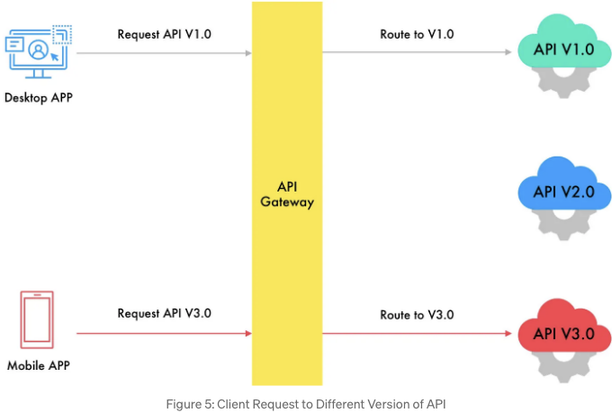 Request API V1.0
Route to V1.0
API V1.0
Desktop APP
API
Gateway
API V2.0
Request API V3.0
Route to V3.0
API V3.0
Mobile APP
Figure 5: Client Request to Different Version of API